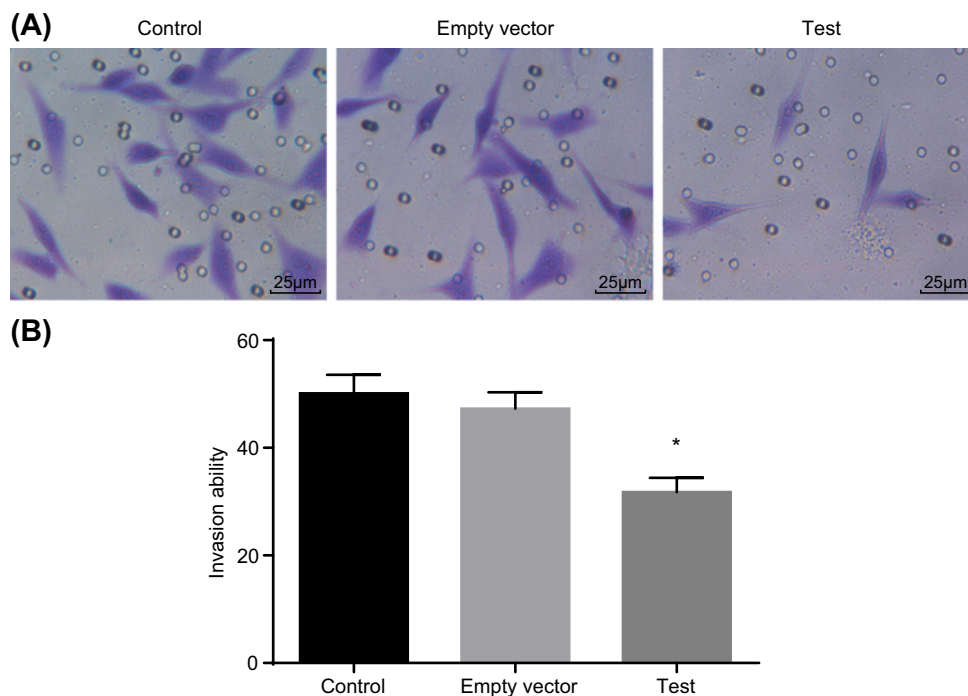 (A)
Control Empty vector Test
25μm 25μm 25μm
(B)
60
40
20
0
Invasion ability
*
Control Empty vector Test